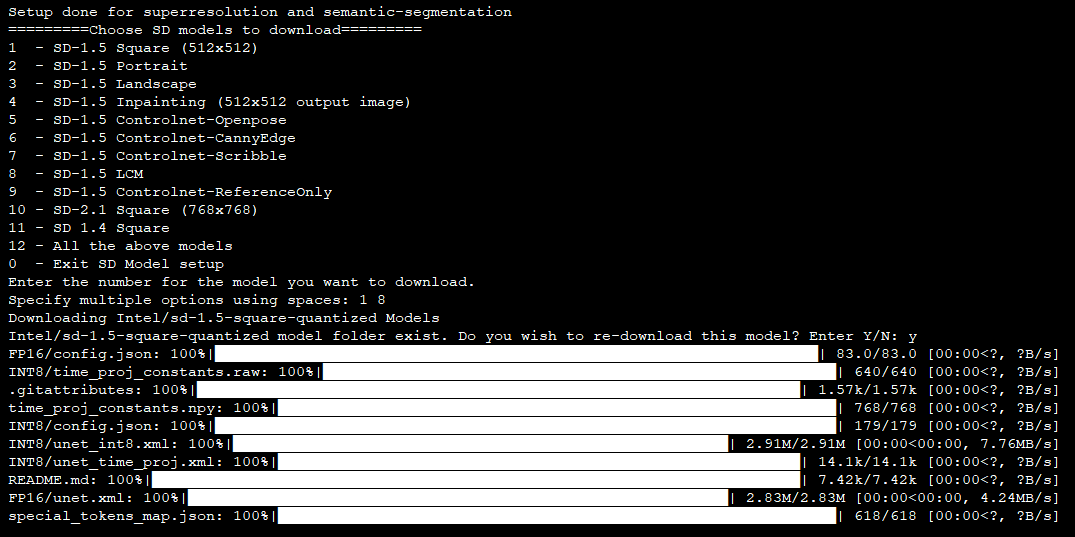 Setup done for superresolution and semantic-segmentation
=========Choose SD models to download=========
1  - SD-1.5 Square (512x512)
2  - SD-1.5 Portrait
3  - SD-1.5 Landscape
4  - SD-1.5 Inpainting (512x512 output image)
5  - SD-1.5 Controlnet-Openpose
6  - SD-1.5 Controlnet-CannyEdge
7  - SD-1.5 Controlnet-Scribble
8  - SD-1.5 LCM
9  - SD-1.5 Controlnet-ReferenceOnly
10 - SD-2.1 Square (768x768)
11 - SD 1.4 Square
12 - All the above models
0  - Exit SD Model setup
Enter the number for the model you want to download.
Specify multiple options using spaces: 1 8
Downloading Intel/sd-1.5-square-quantized Models
Intel/sd-1.5-square-quantized model folder exist. Do you wish to re-download this model? Enter Y/N: y
FP16/config.json: 100%| | 83.0/83.0 [00:00<?, ?B/s]
INT8/time_proj_constants.raw: 100%| | 640/640 [00:00<?, ?B/s]
.gitattributes: 100%| | 1.57k/1.57k [00:00<?, ?B/s]
time_proj_constants.npy: 100%| | 768/768 [00:00<?, ?B/s]
INT8/config.json: 100%| | 179/179 [00:00<?, ?B/s]
INT8/unet_int8.xml: 100%| | 2.91M/2.91M [00:00<00:00, 7.76MB/s]
INT8/unet_time_proj.xml: 100%| | 14.1k/14.1k [00:00<?, ?B/s]
README.md: 100%| | 7.42k/7.42k [00:00<?, ?B/s]
FP16/unet.xml: 100%| | 2.83M/2.83M [00:00<00:00, 4.24MB/s]
special_tokens_map.json: 100%| | 618/618 [00:00<?, ?B/s]